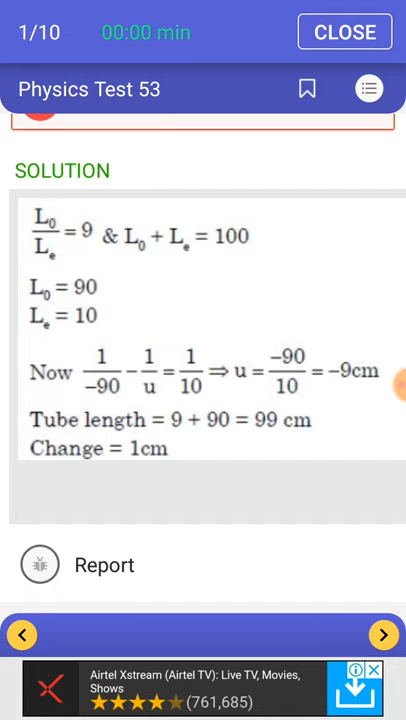 1/10 00:00 min CLOSE
Physics Test 53
SOLUTION
L₀/Lₑ = 9 & L₀ + Lₑ = 100
L₀ = 90
Lₑ = 10
Now 1/–90 – 1/u = 1/10 ⇒ u = –90/10 = –9cm
Tube length = 9 + 90 = 99 cm
Change = 1cm
Report
Airtel Xstream (Airtel TV): Live TV, Movies,
Shows
(761,685)